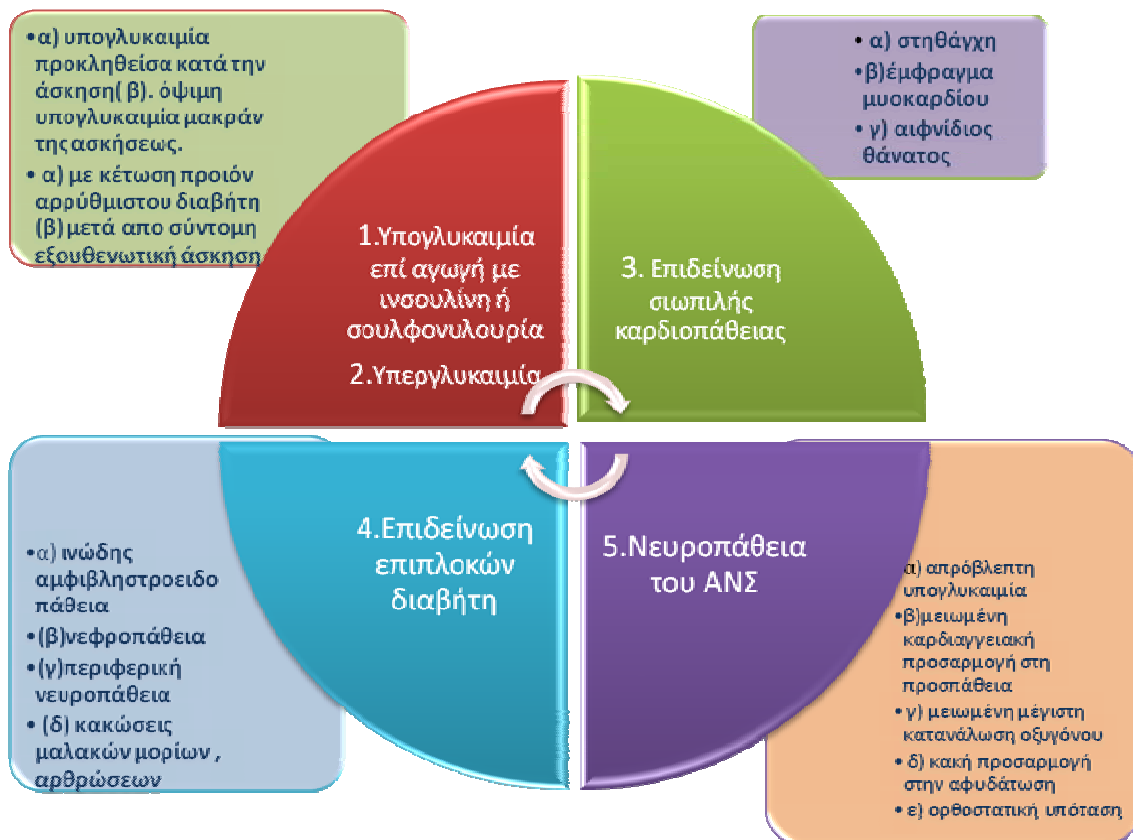 •α) υπογλυκαιμία
προκληθείσα κατά την
άσκηση( β). όψιμη
υπογλυκαιμία μακράν
της ασκήσεως.
• α) με κέτωση προιόν
αρρύθμιστου διαβήτη
(β)μετά απο σύντομη
εξουθενωτική άσκηση
1.Υπογλυκαιμία
επί αγωγή με
ινσουλίνη ή
σουλφονυλουρία
2.Υπεργλυκαιμία
• α) στηθάγχη
•β)έμφραγμα
μυοκαρδίου
• γ) αιφνίδιος
θάνατος
3. Επιδείνωση
σιωπιλής
καρδιοπάθειας
•α) ινώδης
αμφιβληστροειδο
πάθεια
•(β)νεφροπάθεια
•(γ)περιφερική
νευροπάθεια
• (δ) κακώσεις
μαλακών μορίων ,
αρθρώσεων
4.Επιδείνωση
επιπλοκών
διαβήτη
5.Νευροπάθεια
του ΑΝΣ
α) απρόβλεπτη
υπογλυκαιμία
•β)μειωμένη
καρδιαγγειακή
προσαρμογή στη
προσπάθεια
• γ) μειωμένη μέγιστη
κατανάλωση οξυγόνου
• δ) κακή προσαρμογή
στην αφυδάτωση
• ε) ορθοστατική υπόταση